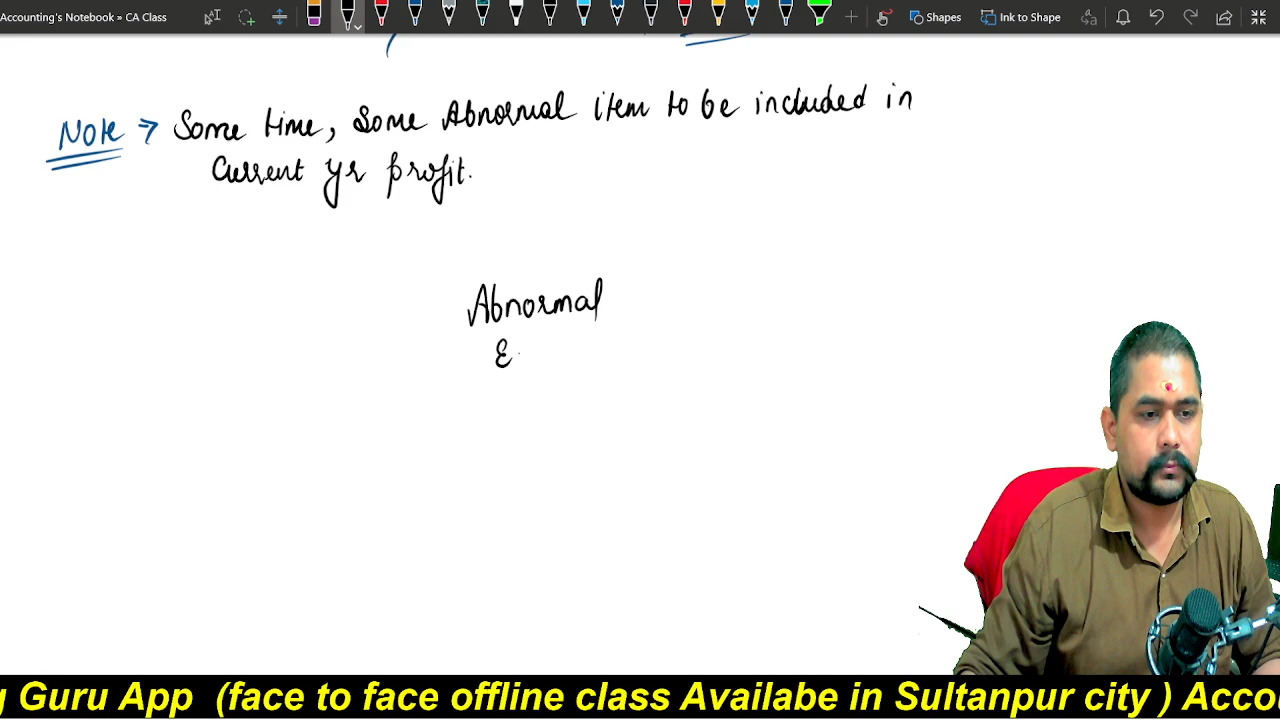 Accounting's Notebook » CA Class
Shapes
Ink to Shape
Note → Some time, Some Abnormal item to be included in
Current yr profit.
Abnormal
E
g Guru App (face to face offline class Availabe in Sultanpur city ) Acco